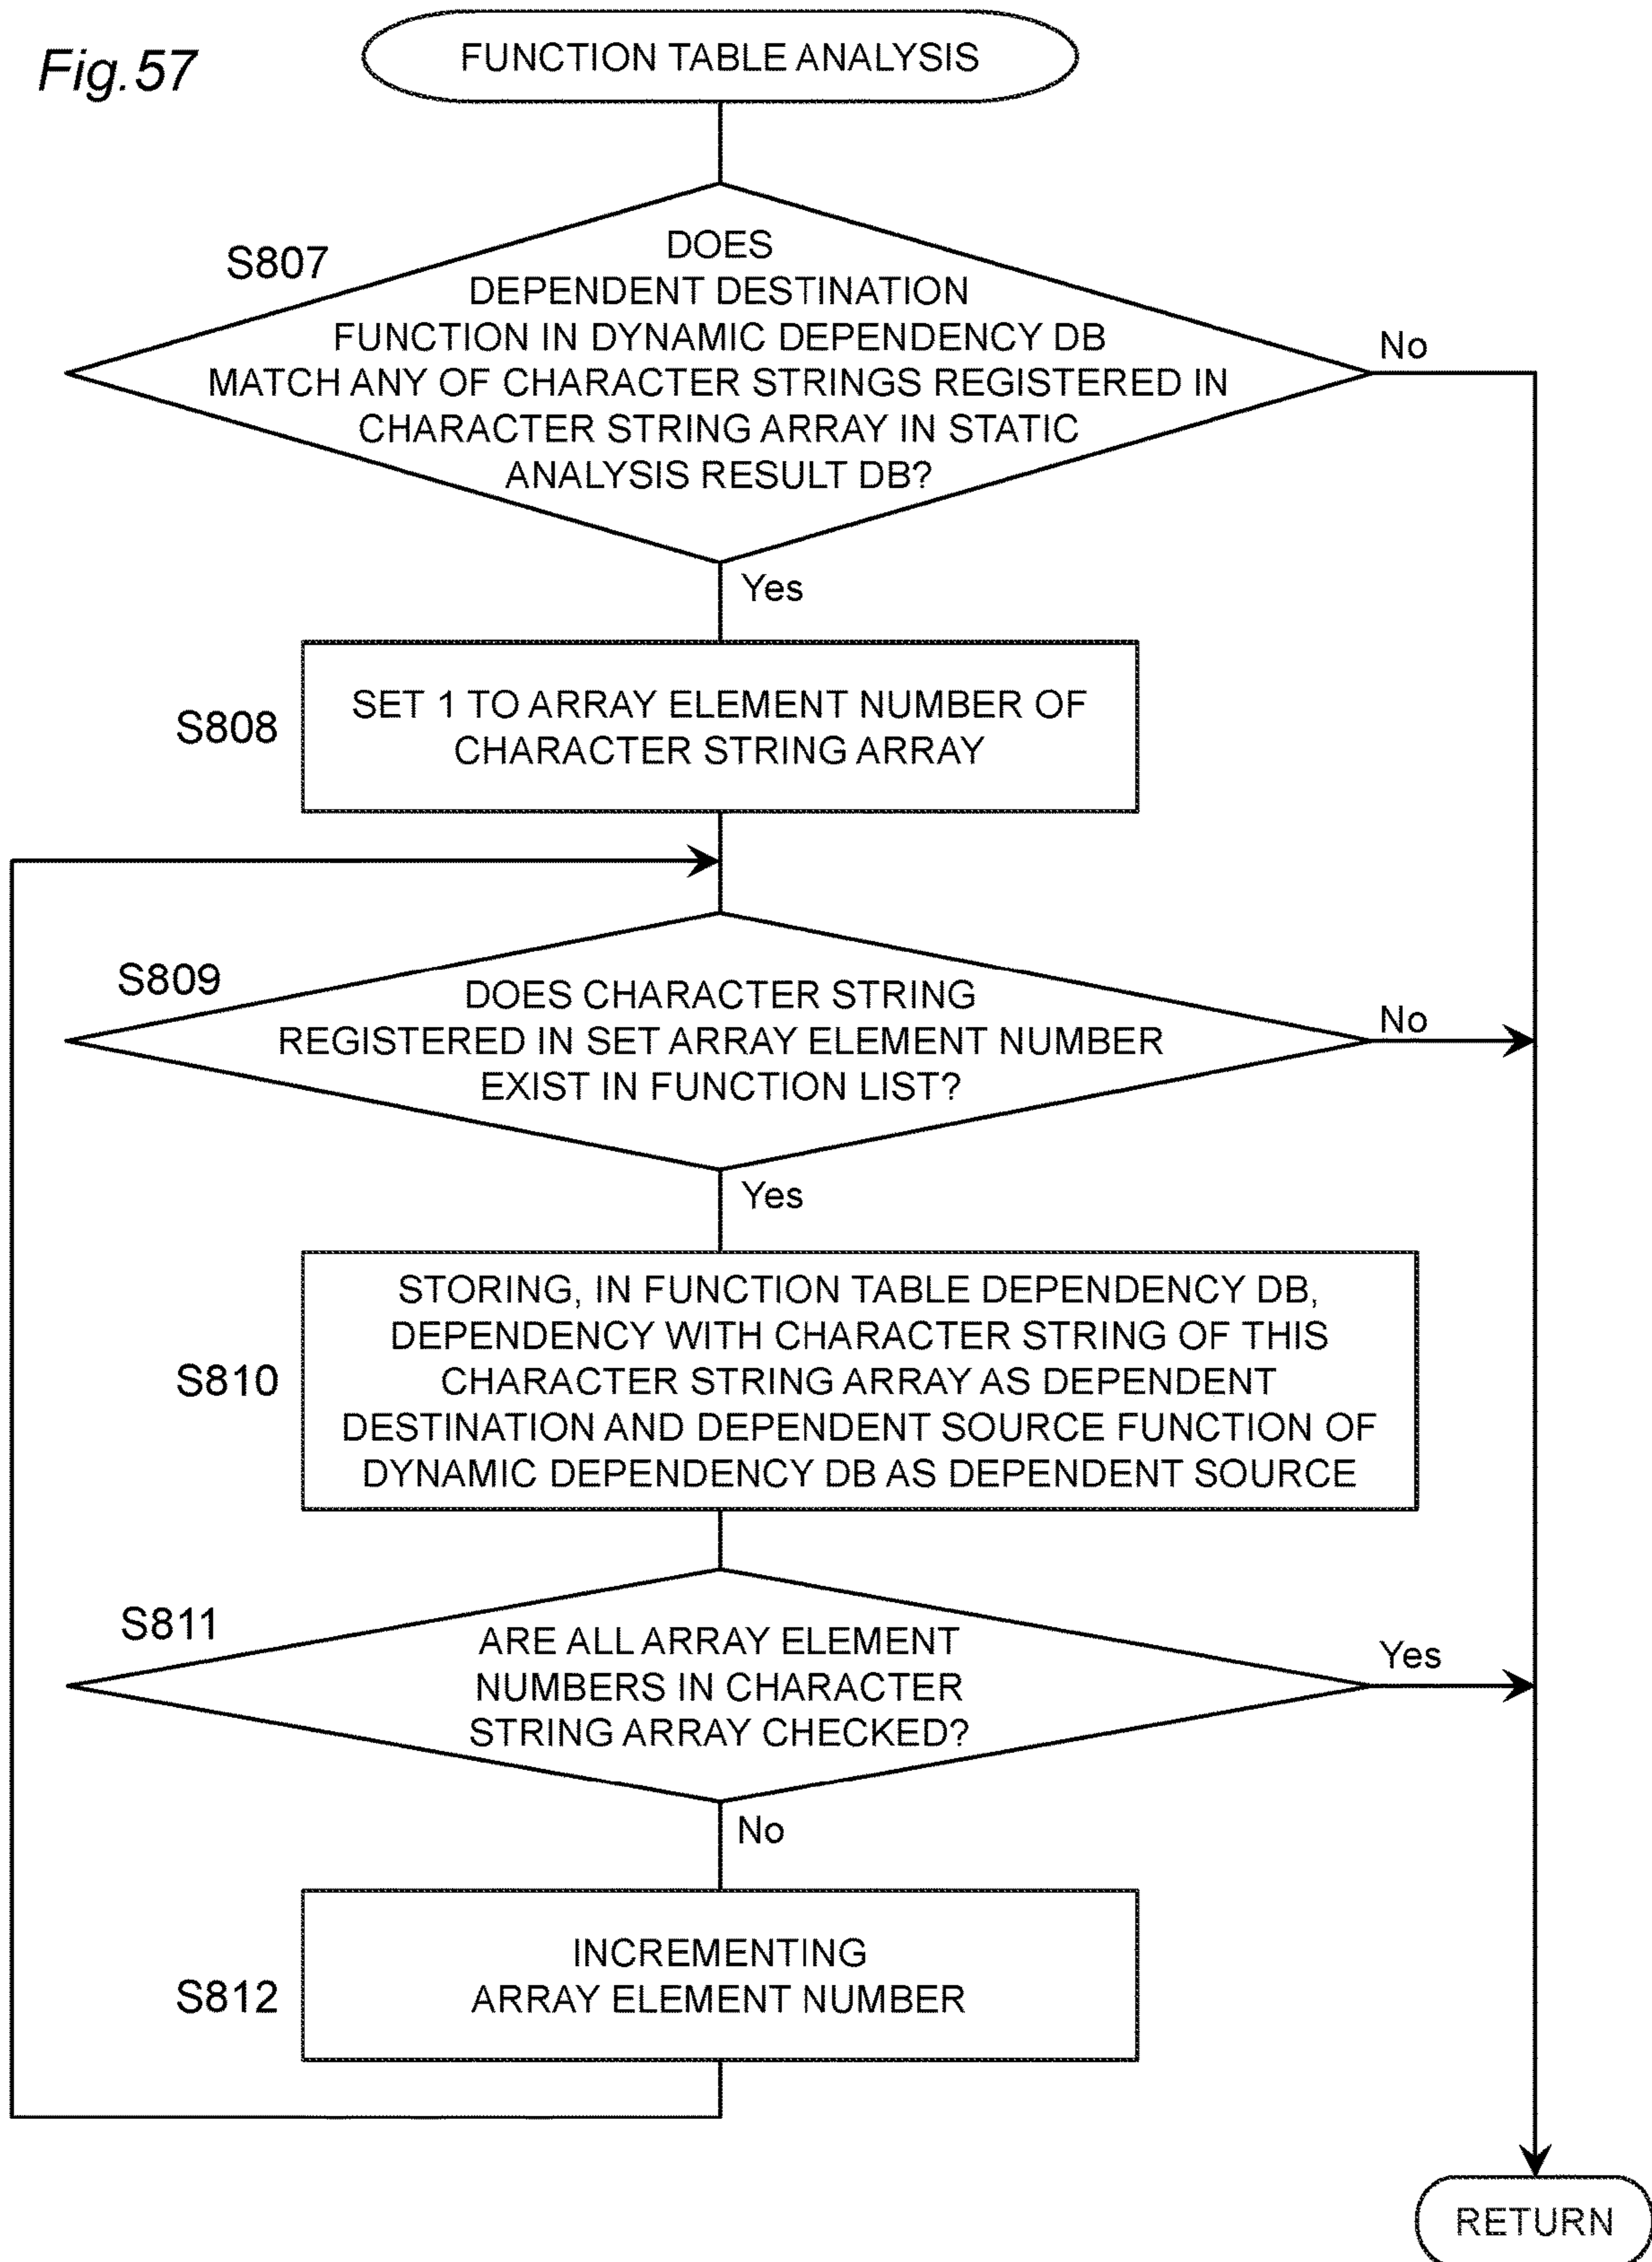 Fig.57
FUNCTION TABLE ANALYSIS
S807
DOES
DEPENDENT DESTINATION
FUNCTION IN DYNAMIC DEPENDENCY DB
MATCH ANY OF CHARACTER STRINGS REGISTERED IN
CHARACTER STRING ARRAY IN STATIC
ANALYSIS RESULT DB?
No
Yes
S808
SET 1 TO ARRAY ELEMENT NUMBER OF
CHARACTER STRING ARRAY
S809
DOES CHARACTER STRING
REGISTERED IN SET ARRAY ELEMENT NUMBER
EXIST IN FUNCTION LIST?
No
Yes
S810
STORING, IN FUNCTION TABLE DEPENDENCY DB,
DEPENDENCY WITH CHARACTER STRING OF THIS
CHARACTER STRING ARRAY AS DEPENDENT
DESTINATION AND DEPENDENT SOURCE FUNCTION OF
DYNAMIC DEPENDENCY DB AS DEPENDENT SOURCE
S811
ARE ALL ARRAY ELEMENT
NUMBERS IN CHARACTER
STRING ARRAY CHECKED?
Yes
No
S812
INCREMENTING
ARRAY ELEMENT NUMBER
RETURN